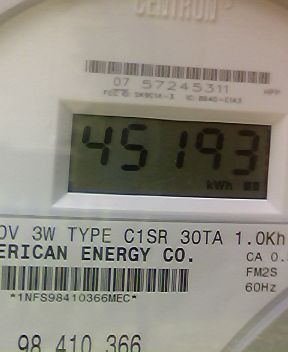 CENTRON
07 57245311
45193
kWh
0V 3W TYPE C1SR 30TA 1.0Kh
ERICAN ENERGY CO.
CA 0.
FM2S
*1NFS98410366MEC*
60Hz
98 410 366